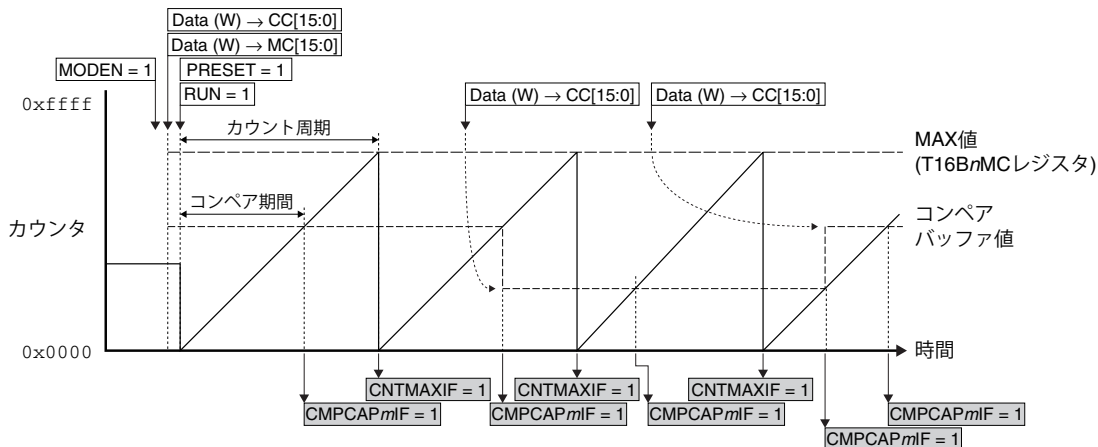 Data (W) → CC[15:0]
Data (W) → MC[15:0]
MODEN = 1
PRESET = 1
RUN = 1
Data (W) → CC[15:0]
Data (W) → CC[15:0]
0xffff
カウント周期
MAX値
(T16BnMCレジスタ)
コンペア期間
カウンタ
コンペア
バッファ値
0x0000
時間
CNTMAXIF = 1
CNTMAXIF = 1
CNTMAXIF = 1
CMPCAPmIF = 1
CMPCAPmIF = 1
CMPCAPmIF = 1
CMPCAPmIF = 1
CMPCAPmIF = 1